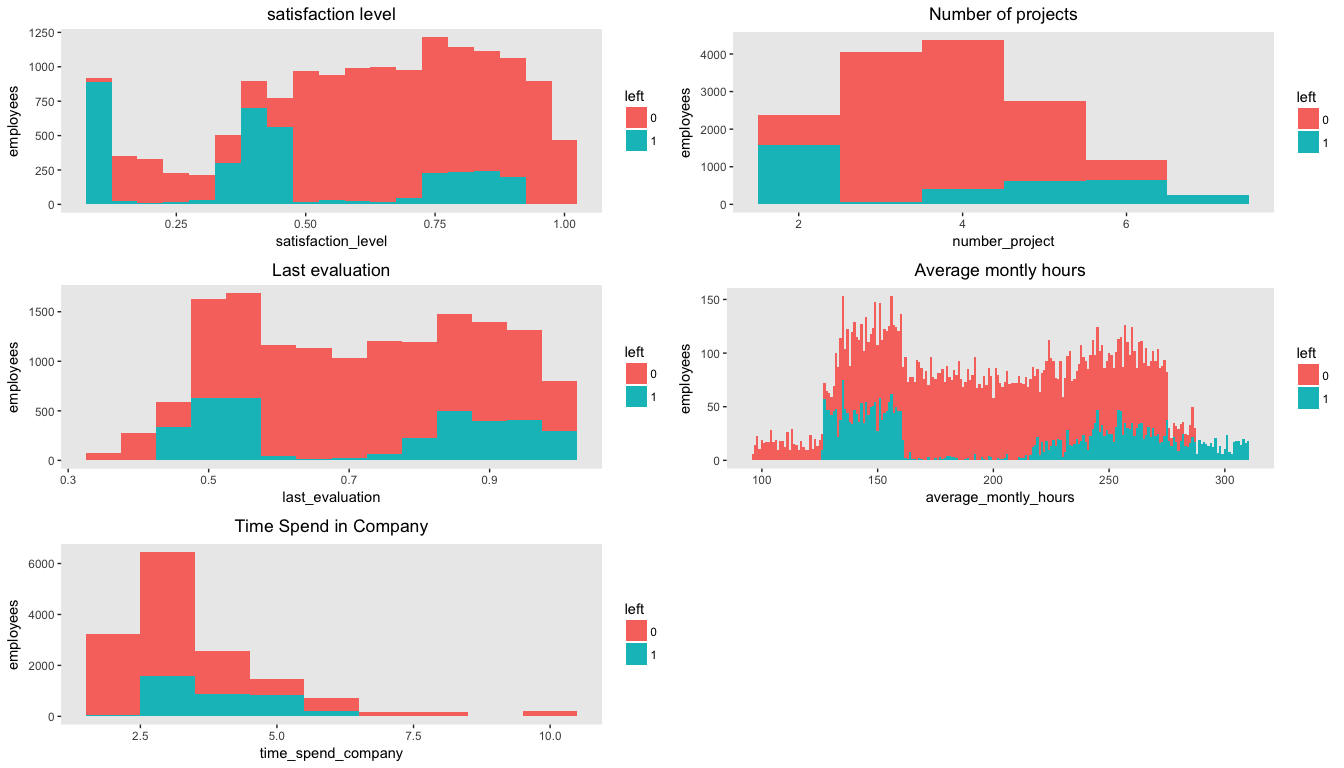 satisfaction level
1250
1000
750
500
250
0
employees
0.25 0.50 0.75 1.00
satisfaction_level
left
0
1
Number of projects
4000
3000
2000
1000
0
employees
2 4 6
number_project
left
0
1
Last evaluation
1500
1000
500
0
employees
0.3 0.5 0.7 0.9
last_evaluation
left
0
1
Average montly hours
150
100
50
0
employees
100 150 200 250 300
average_montly_hours
left
0
1
Time Spend in Company
6000
4000
2000
0
employees
2.5 5.0 7.5 10.0
time_spend_company
left
0
1